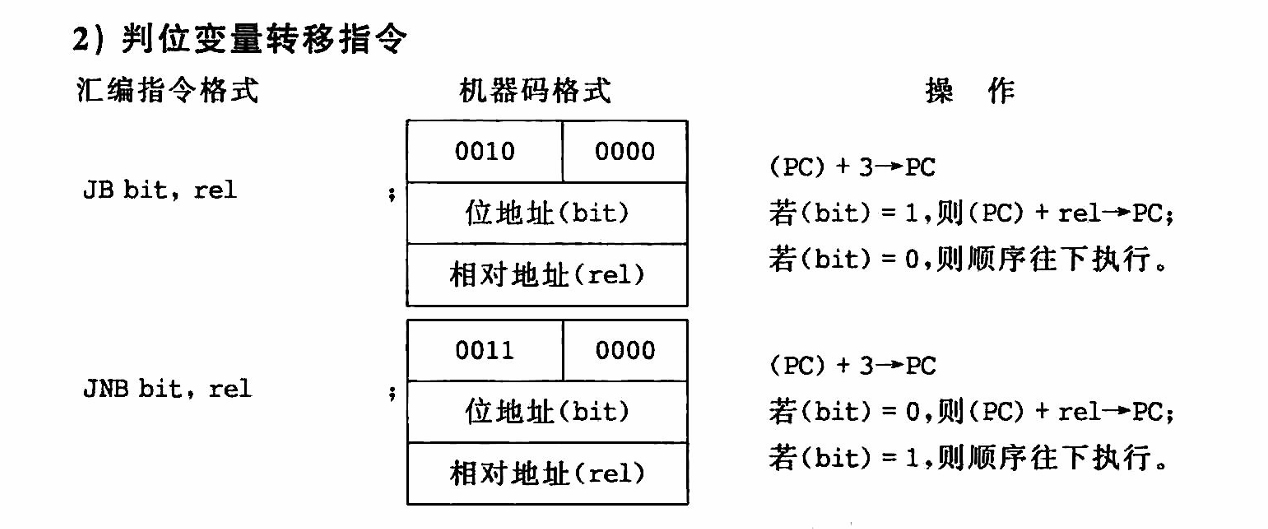 2) 判位变量转移指令
汇编指令格式 机器码格式 操 作
0010 0000
(PC) + 3→PC
JB bit, rel ; 位地址(bit) 若(bit) = 1,则(PC) + rel→PC;
若(bit) = 0,则顺序往下执行。
相对地址(rel)
0011 0000
(PC) + 3→PC
JNB bit, rel ; 位地址(bit) 若(bit) = 0,则(PC) + rel→PC;
若(bit) = 1,则顺序往下执行。
相对地址(rel)